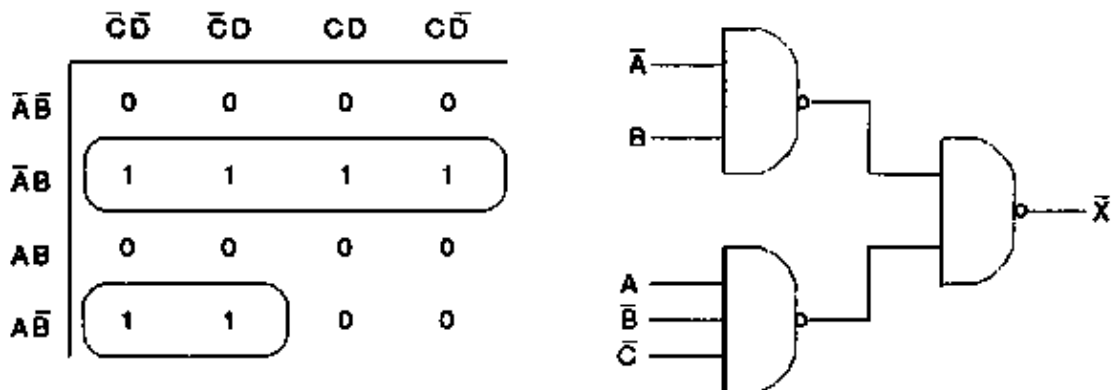 C̄D̄ C̄D CD CD̄
ĀB̄ 0 0 0 0
ĀB 1 1 1 1
AB 0 0 0 0
AB̄ 1 1 0 0
Ā
B
A
B̄
C̄
X̄